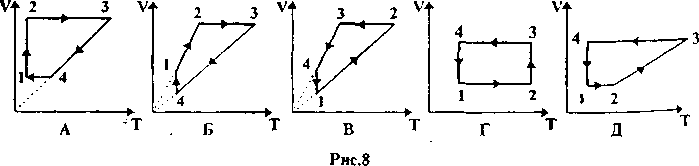 V 2 3 1 4 T А
V 2 3 1 4 T Б
V 3 2 4 1 T В
V 4 3 1 2 T Г
V 4 3 1 2 T Д
Рис.8